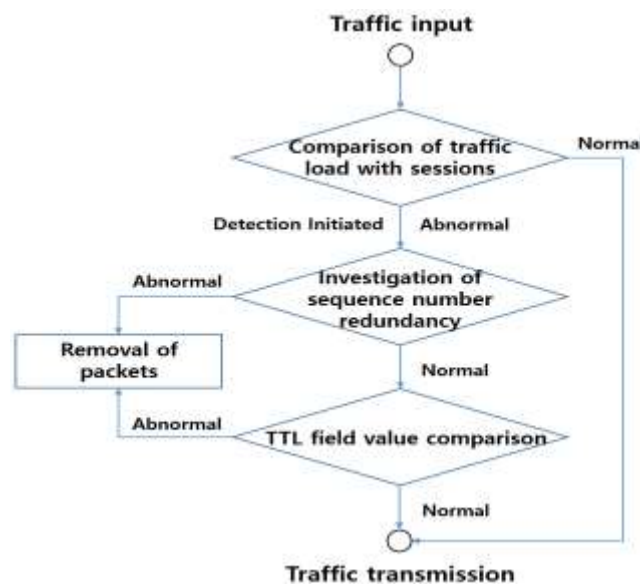 Traffic input
Comparison of traffic
load with sessions
Norma
Detection Initiated
Abnormal
Abnormal
Investigation of
sequence number
redundancy
Removal of
packets
Normal
Abnormal
TTL field value comparison
Normal
Traffic transmission